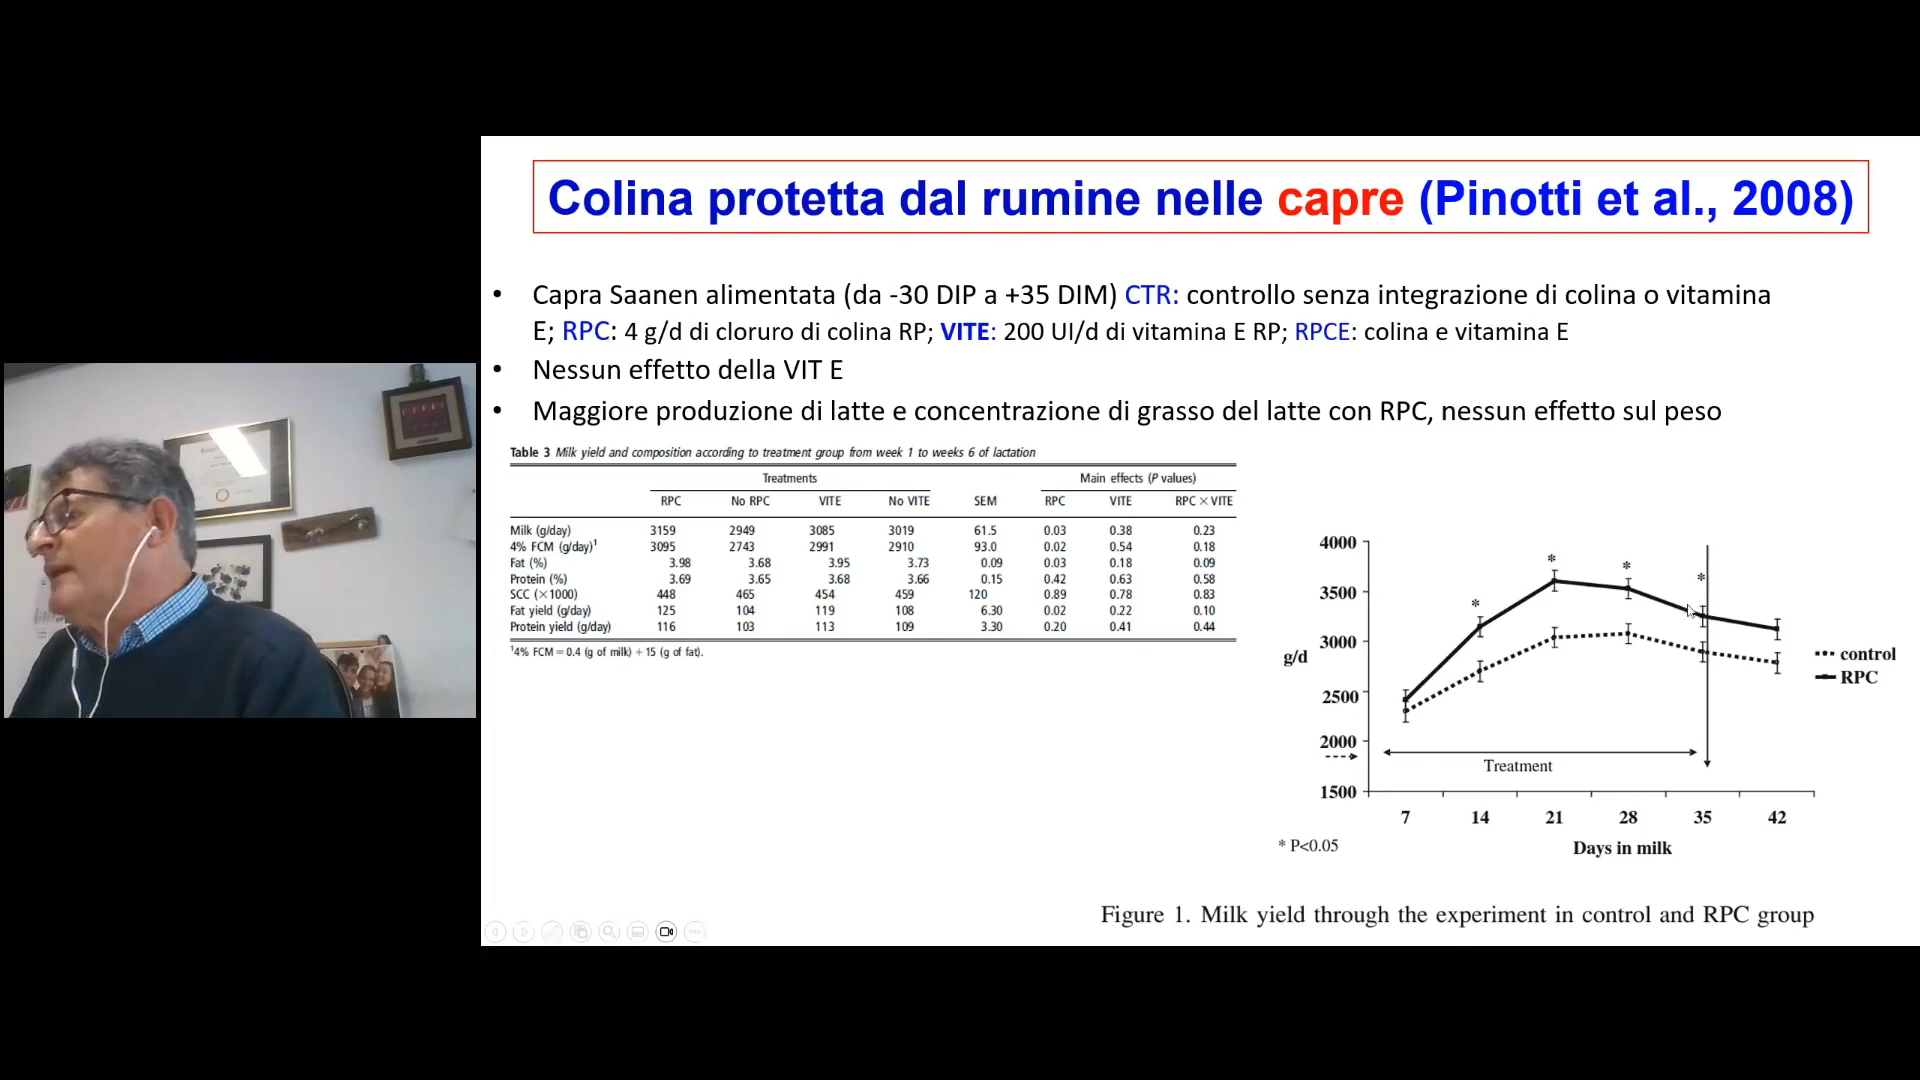 Colina protetta dal rumine nelle capre (Pinotti et al., 2008)
• Capra Saanen alimentata (da -30 DIP a +35 DIM) CTR: controllo senza integrazione di colina o vitamina
E; RPC: 4 g/d di cloruro di colina RP; VITE: 200 UI/d di vitamina E RP; RPCE: colina e vitamina E
• Nessun effetto della VIT E
• Maggiore produzione di latte e concentrazione di grasso del latte con RPC, nessun effetto sul peso
Table 3 Milk yield and composition according to treatment group from week 1 to weeks 6 of lactation
Treatments Main effects (P values)
RPC No RPC VITE No VITE SEM RPC VITE RPC × VITE
Milk (g/day) 3159 2949 3085 3019 61.5 0.03 0.38 0.23
4% FCM (g/day)¹ 3095 2743 2991 2910 93.0 0.02 0.54 0.18
Fat (%) 3.98 3.68 3.95 3.73 0.09 0.03 0.18 0.09
Protein (%) 3.69 3.65 3.68 3.66 0.15 0.42 0.63 0.58
SCC (×1000) 448 465 454 459 120 0.89 0.78 0.83
Fat yield (g/day) 125 104 119 108 6.30 0.02 0.22 0.10
Protein yield (g/day) 116 103 113 109 3.30 0.20 0.41 0.44
¹4% FCM = 0.4 (g of milk) + 15 (g of fat).
4000
3500
3000
2500
2000
1500
g/d
* * * *
control
RPC
Treatment
7 14 21 28 35 42
* P<0.05
Days in milk
Figure 1. Milk yield through the experiment in control and RPC group